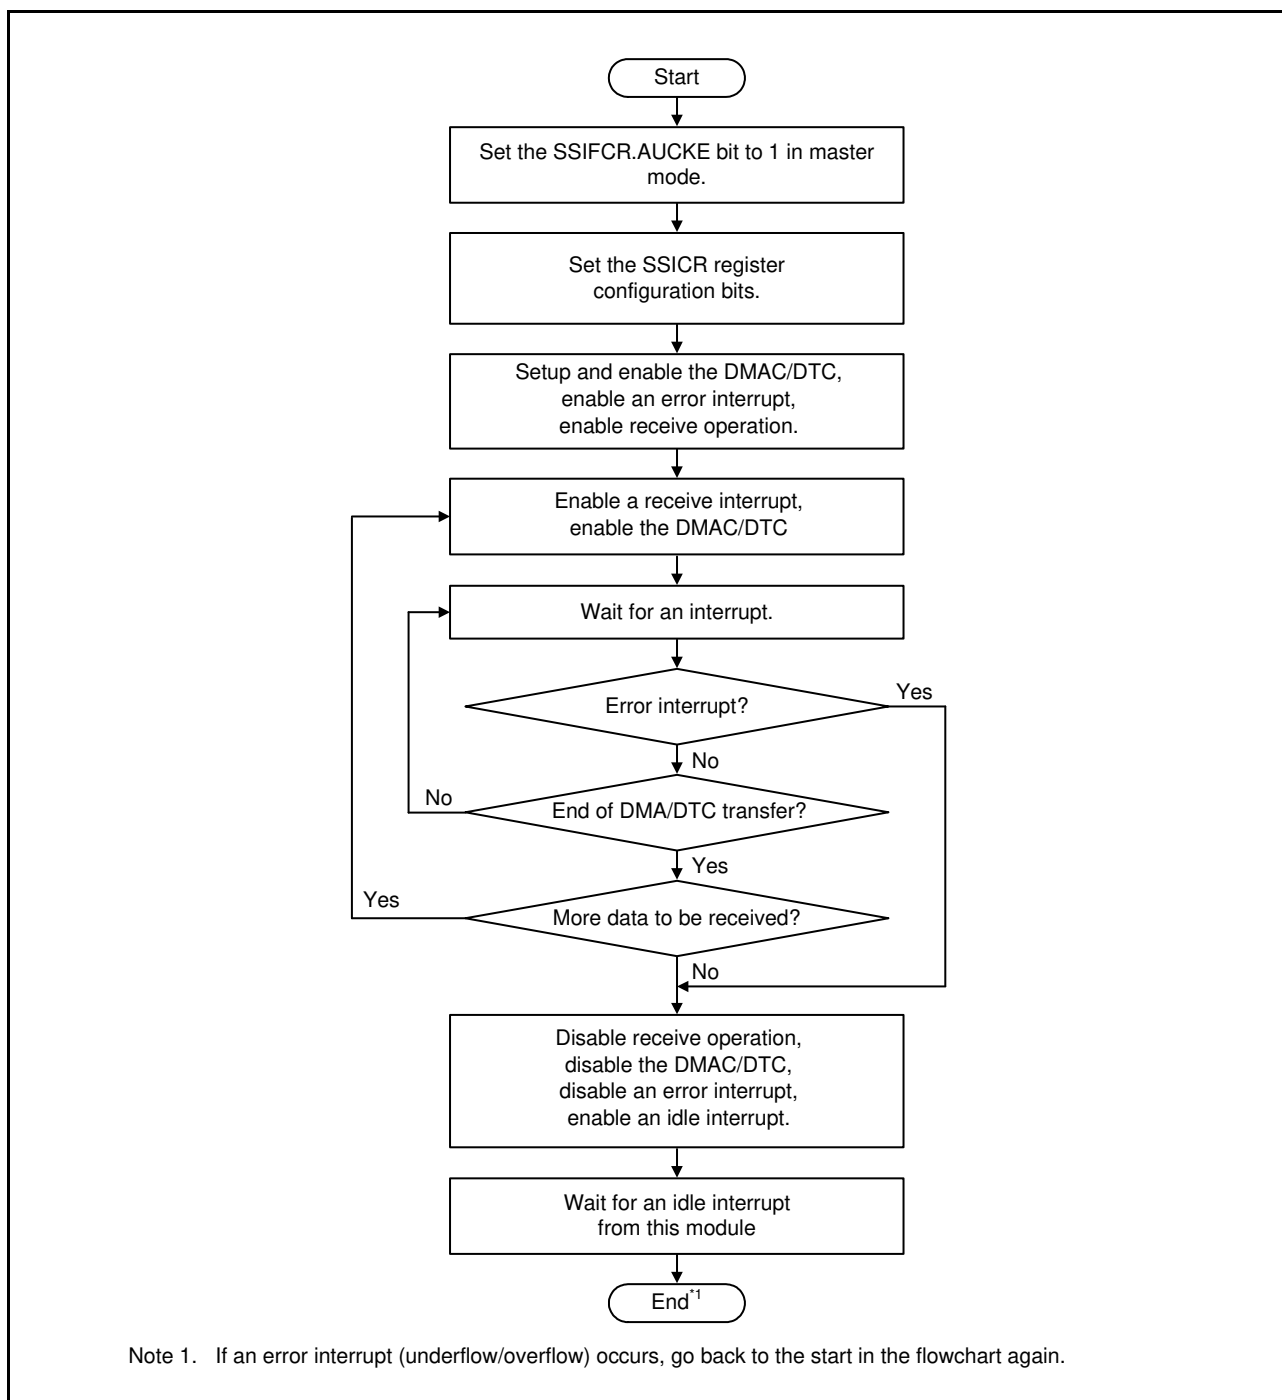 Start
Set the SSIFCR.AUCKE bit to 1 in master
mode.
Set the SSICR register
configuration bits.
Setup and enable the DMAC/DTC,
enable an error interrupt,
enable receive operation.
Enable a receive interrupt,
enable the DMAC/DTC
Wait for an interrupt.
Error interrupt?
Yes
No
End of DMA/DTC transfer?
No
Yes
More data to be received?
Yes
No
Disable receive operation,
disable the DMAC/DTC,
disable an error interrupt,
enable an idle interrupt.
Wait for an idle interrupt
from this module
End*1
Note 1. If an error interrupt (underflow/overflow) occurs, go back to the start in the flowchart again.